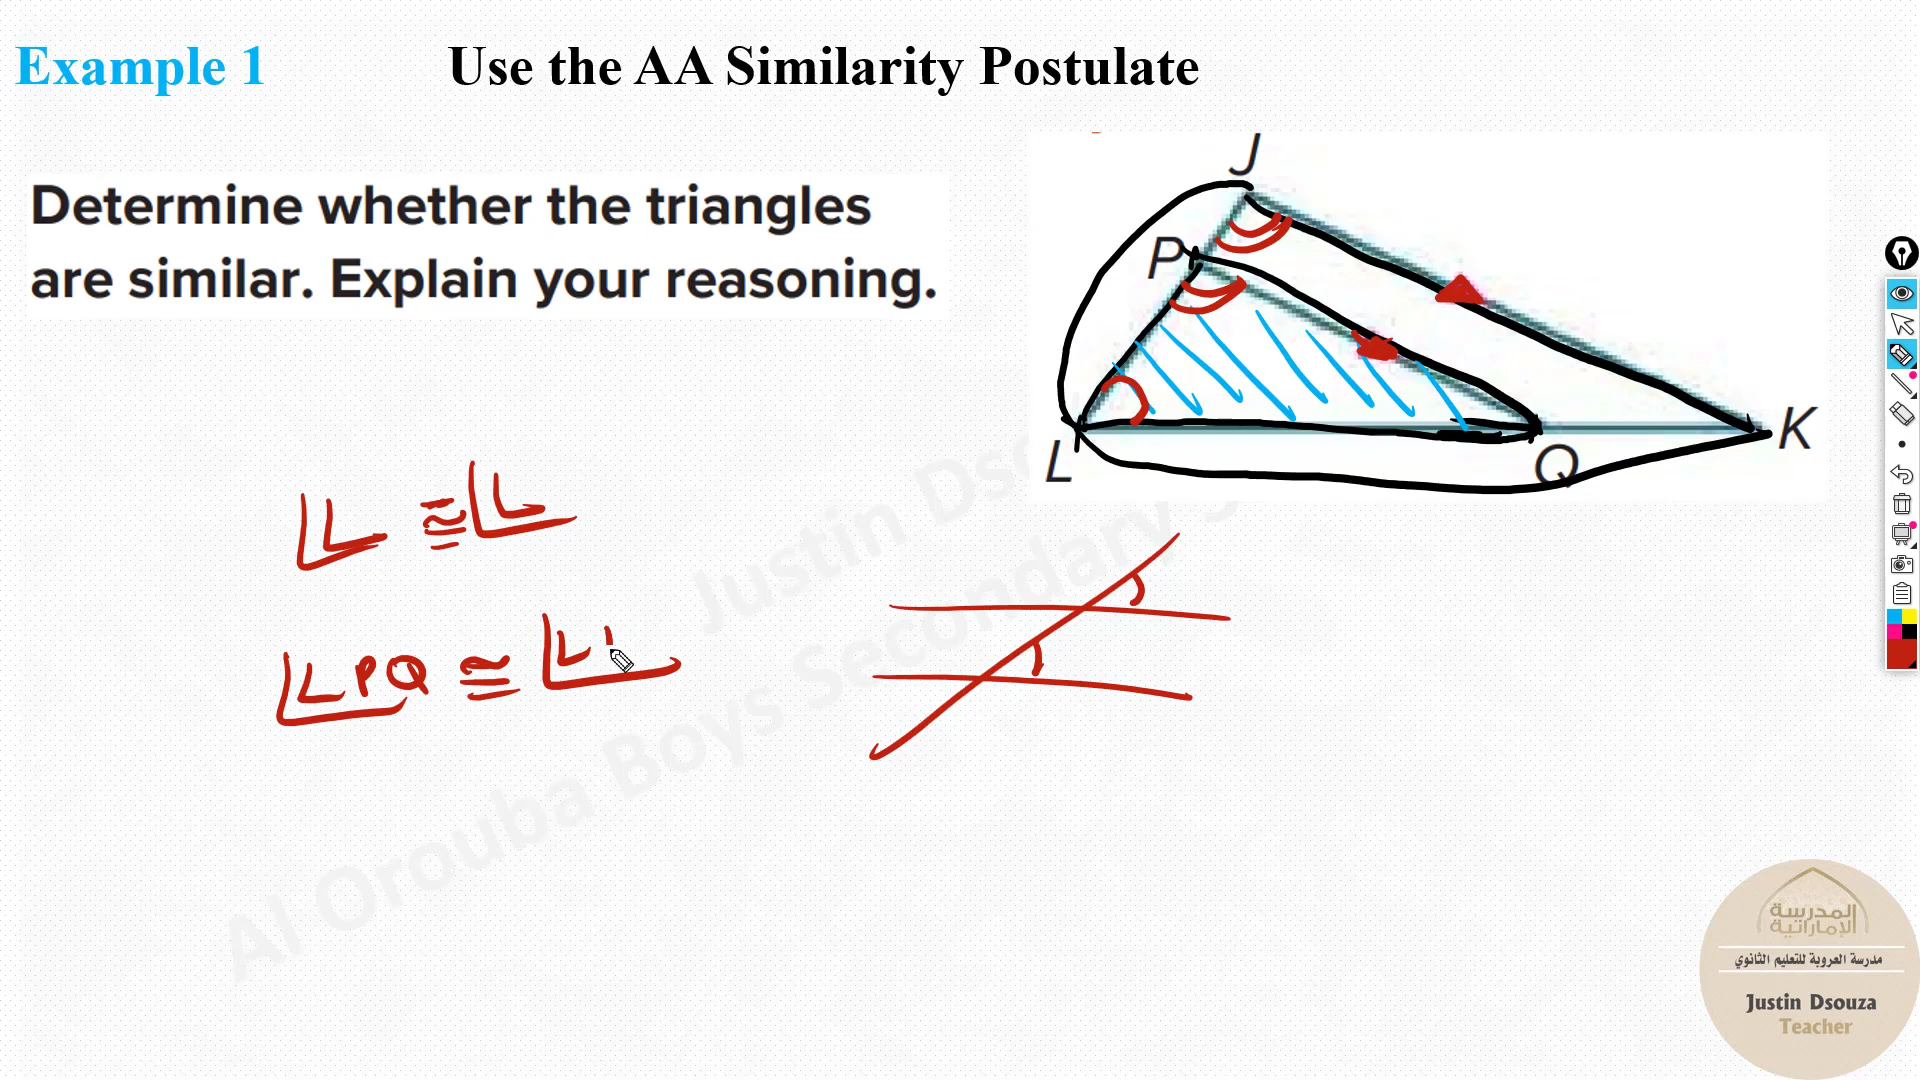 Example 1
Use the AA Similarity Postulate
Determine whether the triangles
are similar. Explain your reasoning.
J
P
L
Q
K
∠L ≅ ∠L
∠LPQ ≅ ∠L
Justin Dsouza
Al Orouba Boys Secondary
المدرسة
الإماراتية
مدرسة العروبة للتعليم الثانوي
Justin Dsouza
Teacher